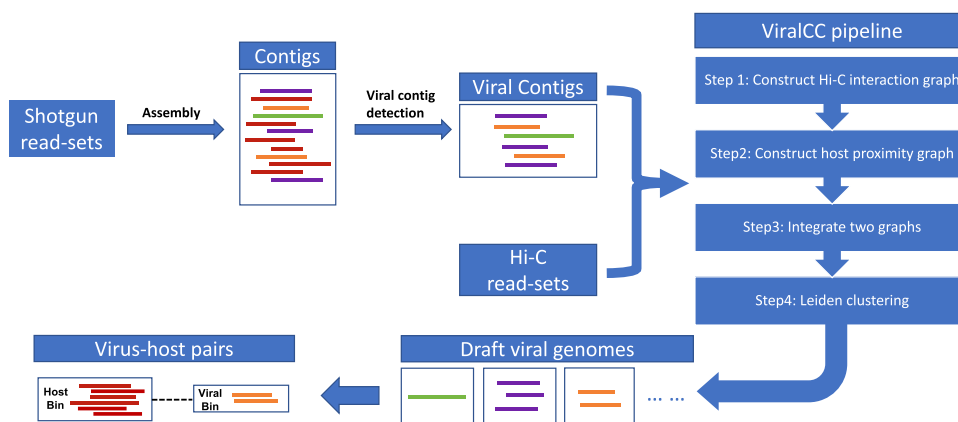 ViralCC pipeline
Contigs
Step 1: Construct Hi-C interaction graph
Viral Contigs
Viral contig
detection
Assembly
Shotgun
read-sets
Step2: Construct host proximity graph
Step3: Integrate two graphs
Hi-C
read-sets
Step4: Leiden clustering
Virus-host pairs
Draft viral genomes
Host
Bin
Viral
Bin
... ...